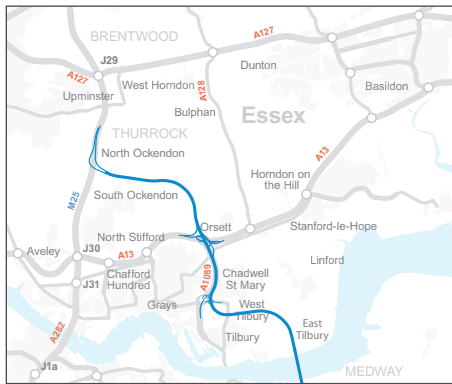 BRENTWOOD
A127
J29
Dunton
A127
West Horndon
A128
Basildon
Upminster
Bulphan
Essex
THURROCK
North Ockendon
A13
Horndon on
the Hill
M25
South Ockendon
Orsett
Stanford-le-Hope
North Stifford
Aveley
J30
A13
Linford
Chafford
Hundred
A1089
Chadwell
St Mary
J31
Grays
West
Tilbury
A282
Tilbury
East
Tilbury
J1a
MEDWAY